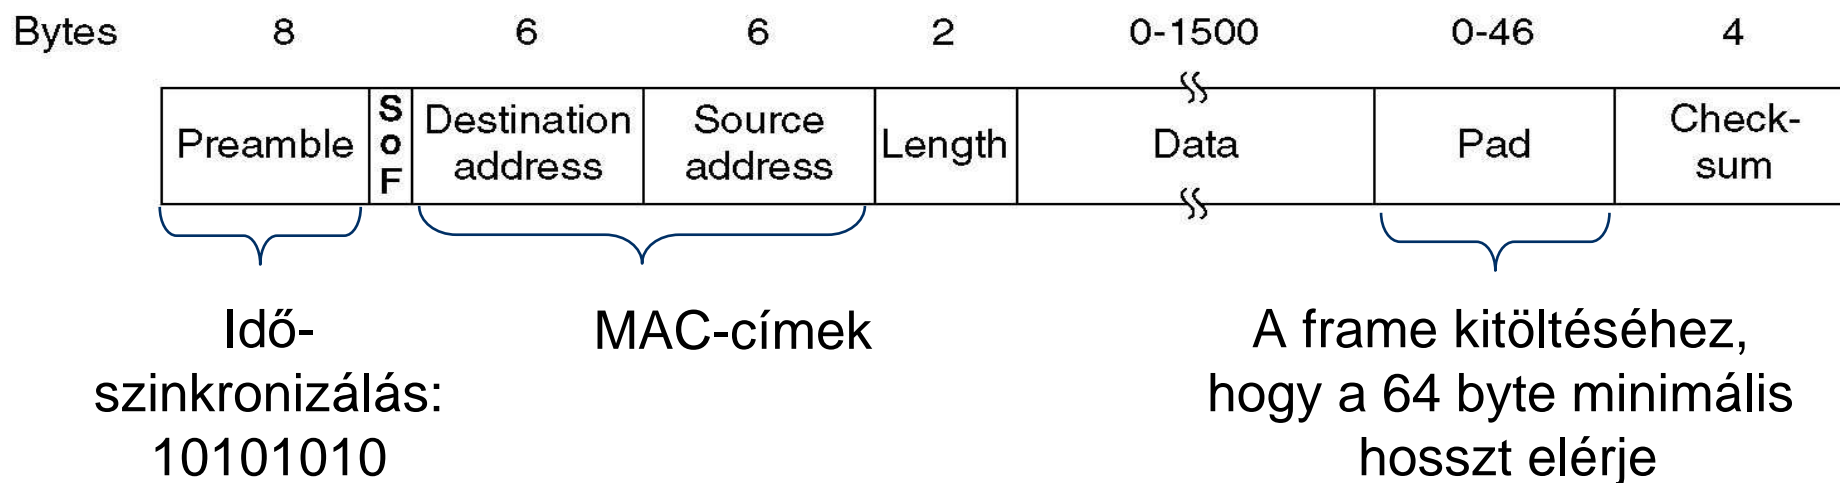 Bytes 8 6 6 2 0-1500 0-46 4
Preamble SoF Destination address Source address Length Data Pad Check-sum
Idő-
szinkronizálás:
10101010
MAC-címek
A frame kitöltéséhez,
hogy a 64 byte minimális
hosszt elérje